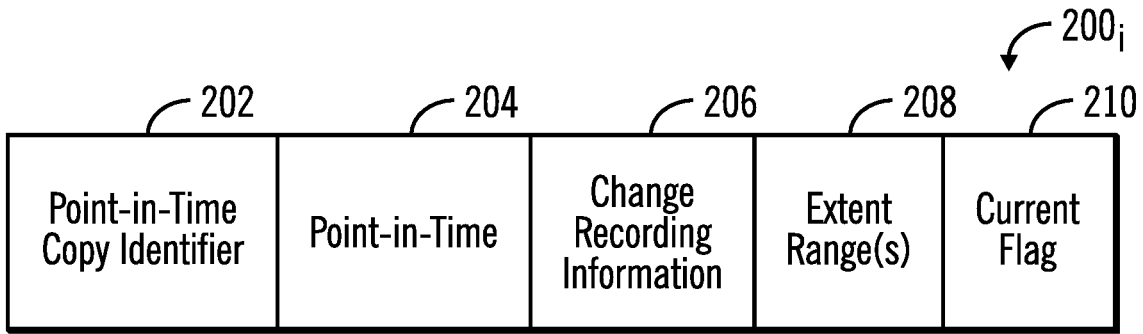 200i
202
204
206
208
210
Point-in-Time
Copy Identifier
Point-in-Time
Change
Recording
Information
Extent
Range(s)
Current
Flag